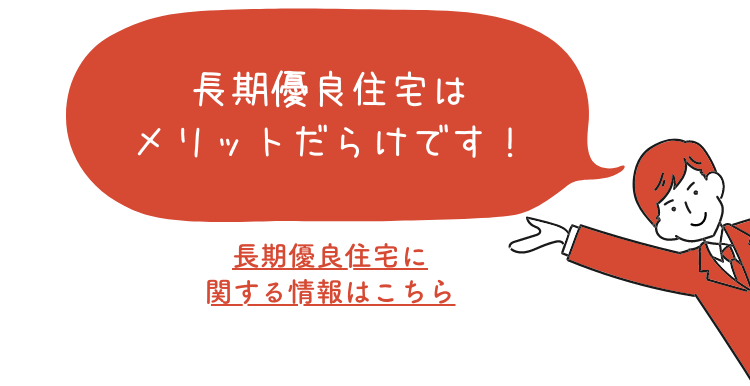 長期優良住宅は
メリットだらけです！
長期優良住宅に
関する情報はこちら